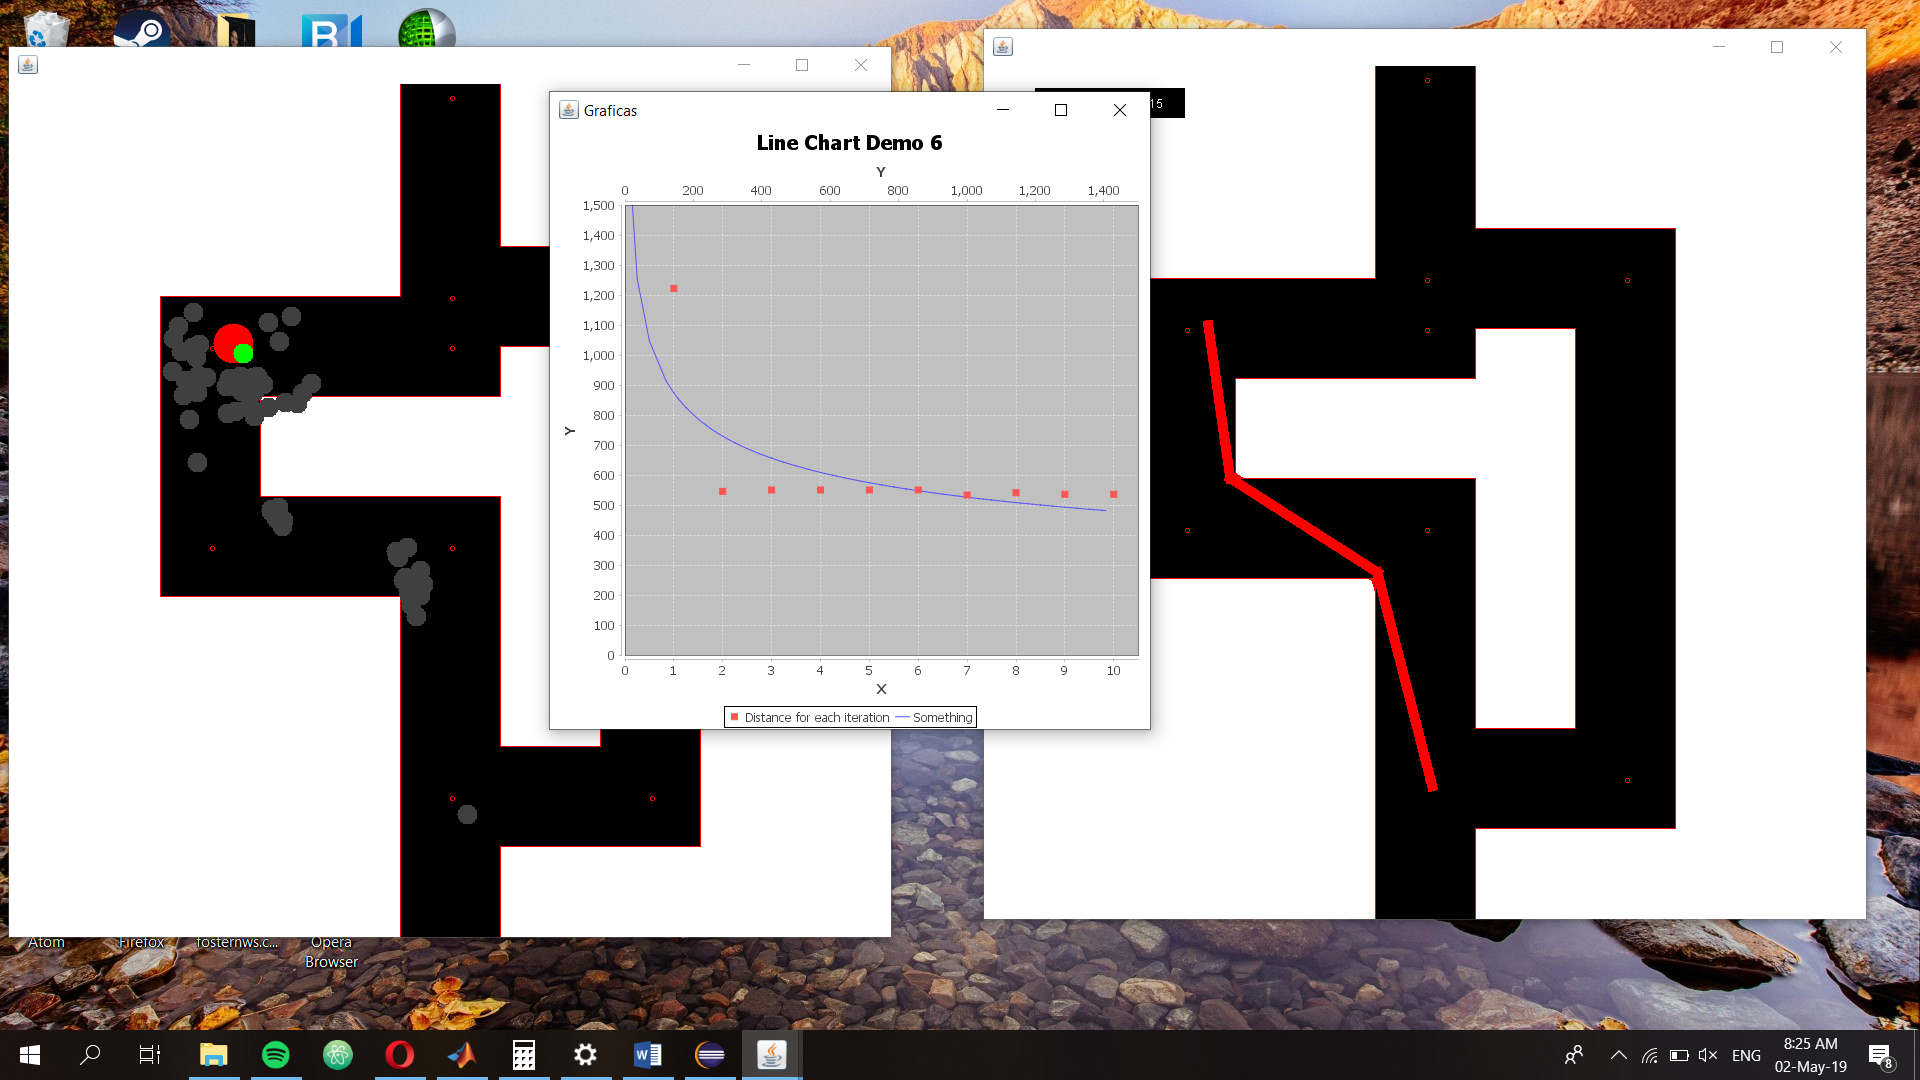 Graficas
15
Line Chart Demo 6
Y
0 200 400 600 800 1,000 1,200 1,400
1,500
1,400
1,300
1,200
1,100
1,000
900
800
700
600
500
400
300
200
100
0
Y
0 1 2 3 4 5 6 7 8 9 10
X
Distance for each iteration Something
Atom Firefox fosternws.c... Opera Browser
ENG
8:25 AM
02-May-19
8